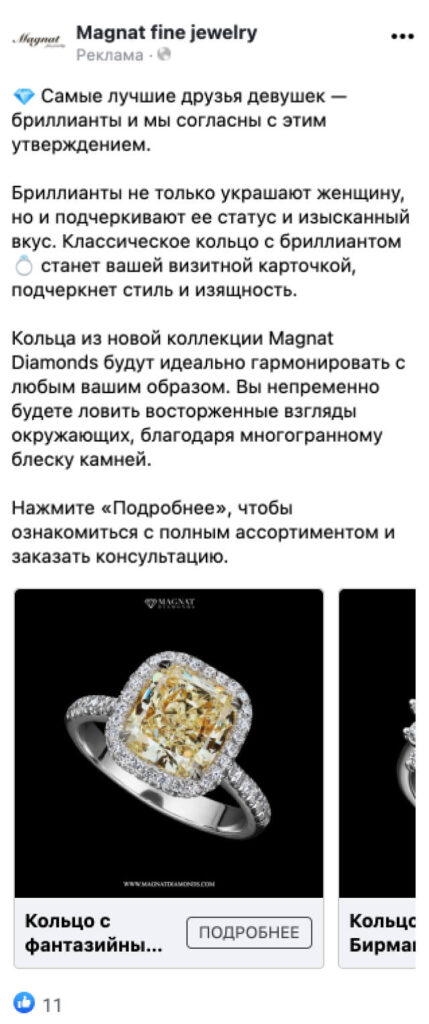 Magnat
Magnat fine jewelry
Реклама ·
Самые лучшие друзья девушек —
бриллианты и мы согласны с этим
утверждением.
Бриллианты не только украшают женщину,
но и подчеркивают ее статус и изысканный
вкус. Классическое кольцо с бриллиантом
станет вашей визитной карточкой,
подчеркнет стиль и изящность.
Кольца из новой коллекции Magnat
Diamonds будут идеально гармонировать с
любым вашим образом. Вы непременно
будете ловить восторженные взгляды
окружающих, благодаря многогранному
блеску камней.
Нажмите «Подробнее», чтобы
ознакомиться с полным ассортиментом и
заказать консультацию.
MAGNAT
DIAMONDS
WWW.MAGNATDIAMONDS.COM
Кольцо с
фантазийны...
ПОДРОБНЕЕ
Кольцо
Бирма
11